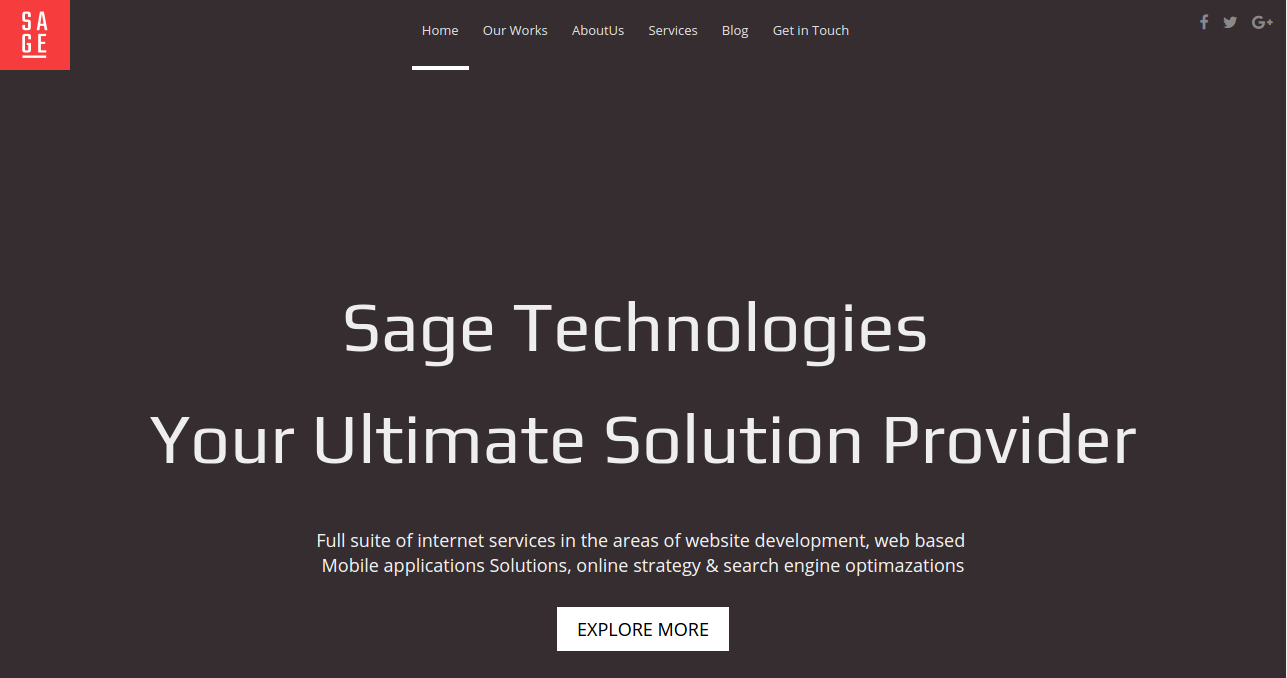 SA
GE
Home Our Works AboutUs Services Blog Get in Touch
Sage Technologies
Your Ultimate Solution Provider
Full suite of internet services in the areas of website development, web based
Mobile applications Solutions, online strategy & search engine optimazations
EXPLORE MORE